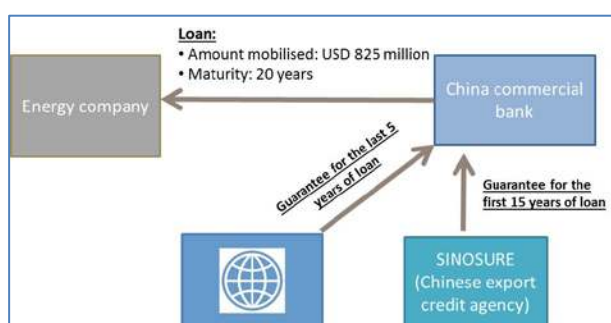 Loan:
• Amount mobilised: USD 825 million
• Maturity: 20 years
Energy company
China commercial
bank
Guarantee for the last 5
years of loan
Guarantee for the
first 15 years of loan
SINOSURE
(Chinese export
credit agency)